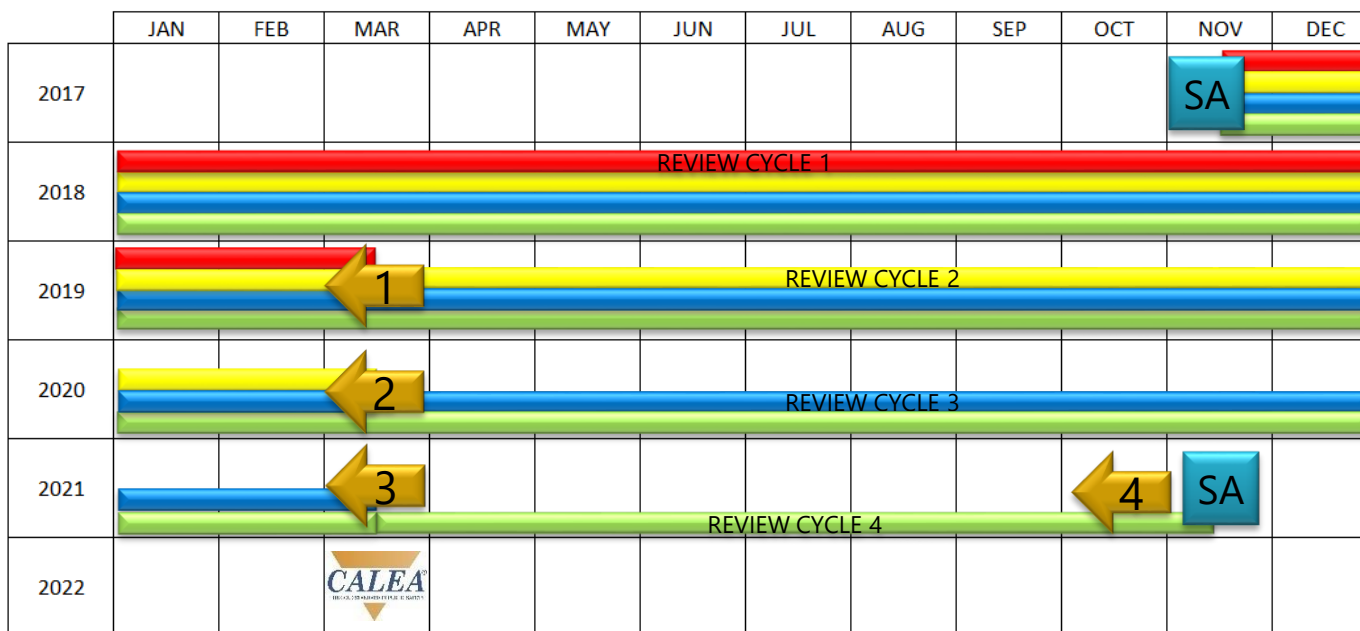 JAN FEB MAR APR MAY JUN JUL AUG SEP OCT NOV DEC
2017 SA
REVIEW CYCLE 1
2018
2019 1 REVIEW CYCLE 2
2020 2 REVIEW CYCLE 3
2021 3 4 SA
REVIEW CYCLE 4
CALEA®
2022